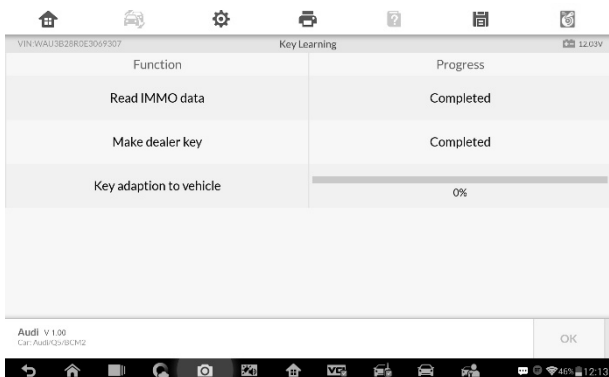 VIN:WAU3B28R0E3069307 Key Learning 12.03V
Function Progress
Read IMMO data Completed
Make dealer key Completed
Key adaption to vehicle 0%
Audi V 1.00
Car: Audi/Q5/BCM2
OK
46% 12:13